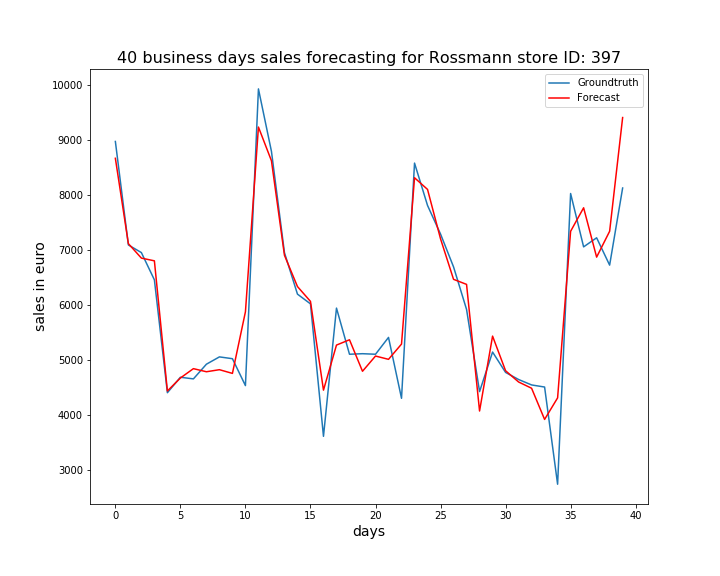 40 business days sales forecasting for Rossmann store ID: 397
Groundtruth
Forecast
10000
9000
8000
7000
6000
5000
4000
3000
sales in euro
0 5 10 15 20 25 30 35 40
days